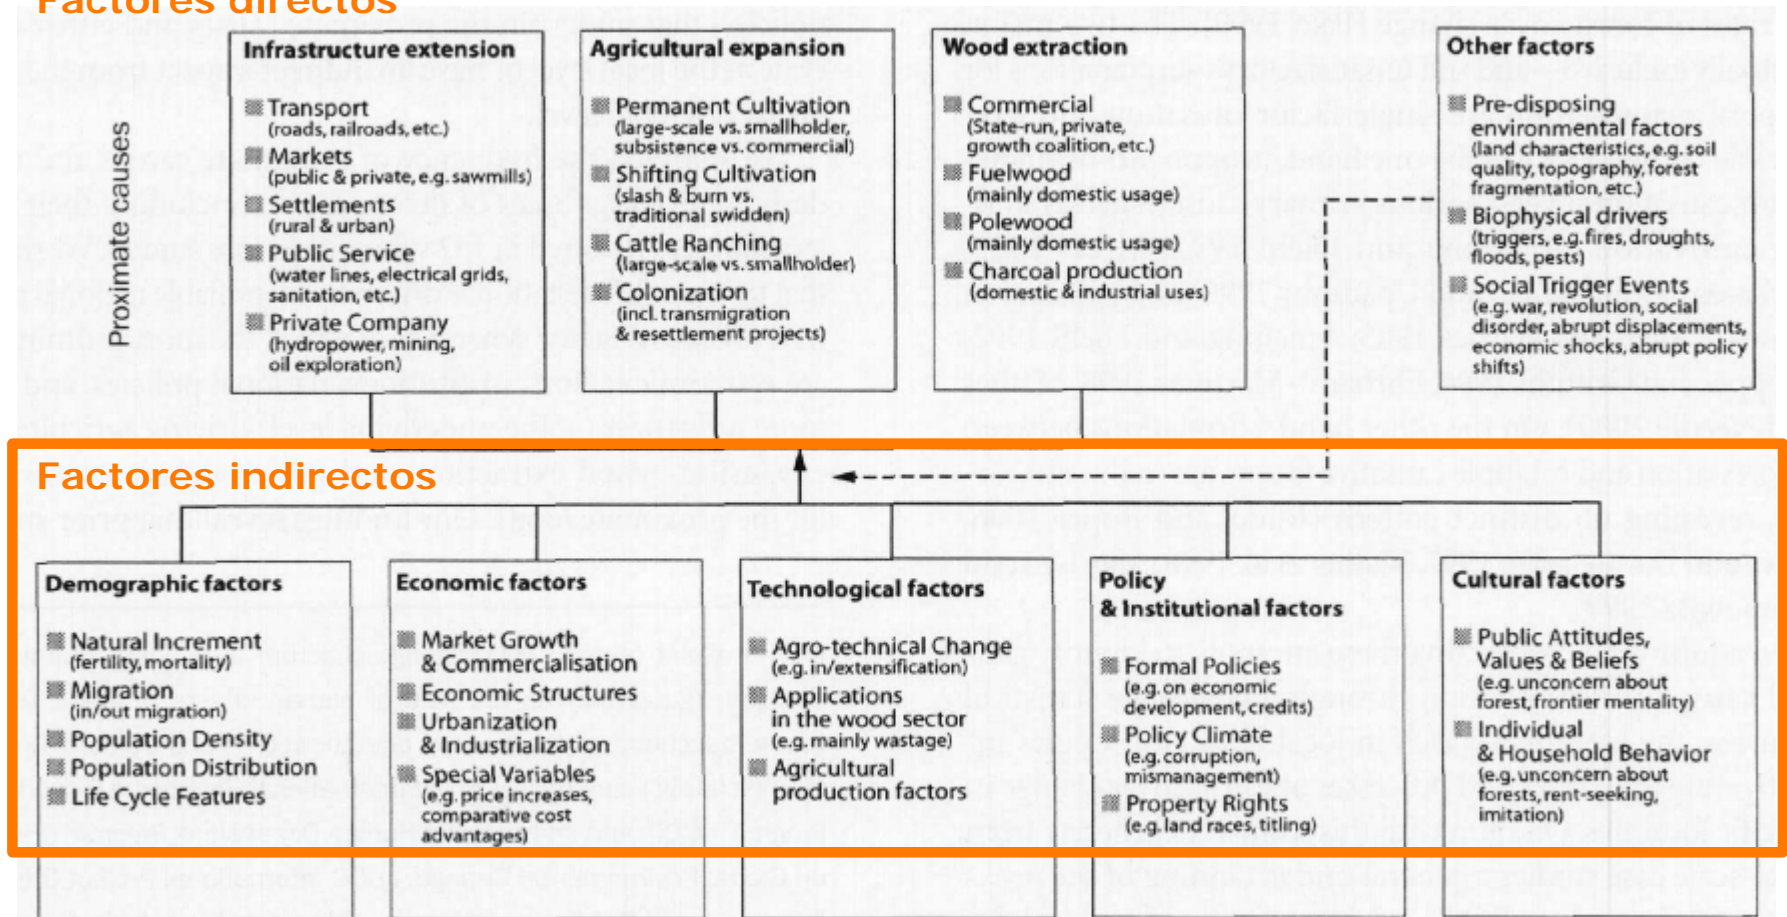 Factores directos
Proximate causes
Infrastructure extension
Transport
(roads, railroads, etc.)
Markets
(public & private, e.g. sawmills)
Settlements
(rural & urban)
Public Service
(water lines, electrical grids,
sanitation, etc.)
Private Company
(hydropower, mining,
oil exploration)
Agricultural expansion
Permanent Cultivation
(large-scale vs. smallholder,
subsistence vs. commercial)
Shifting Cultivation
(slash & burn vs.
traditional swidden)
Cattle Ranching
(large-scale vs. smallholder)
Colonization
(incl. transmigration
& resettlement projects)
Wood extraction
Commercial
(State-run, private,
growth coalition, etc.)
Fuelwood
(mainly domestic usage)
Polewood
(mainly domestic usage)
Charcoal production
(domestic & industrial uses)
Other factors
Pre-disposing
environmental factors
(land characteristics, e.g. soil
quality, topography, forest
fragmentation, etc.)
Biophysical drivers
(triggers, e.g. fires, droughts,
floods, pests)
Social Trigger Events
(e.g. war, revolution, social
disorder, abrupt displacements,
economic shocks, abrupt policy
shifts)
Factores indirectos
Demographic factors
Natural Increment
(fertility, mortality)
Migration
(in/out migration)
Population Density
Population Distribution
Life Cycle Features
Economic factors
Market Growth
& Commercialisation
Economic Structures
Urbanization
& Industrialization
Special Variables
(e.g. price increases,
comparative cost
advantages)
Technological factors
Agro-technical Change
(e.g. in/extensification)
Applications
in the wood sector
(e.g. mainly wastage)
Agricultural
production factors
Policy
& Institutional factors
Formal Policies
(e.g. on economic
development, credits)
Policy Climate
(e.g. corruption,
mismanagement)
Property Rights
(e.g. land races, titling)
Cultural factors
Public Attitudes,
Values & Beliefs
(e.g. unconcern about
forest, frontier mentality)
Individual
& Household Behavior
(e.g. unconcern about
forests, rent-seeking,
imitation)